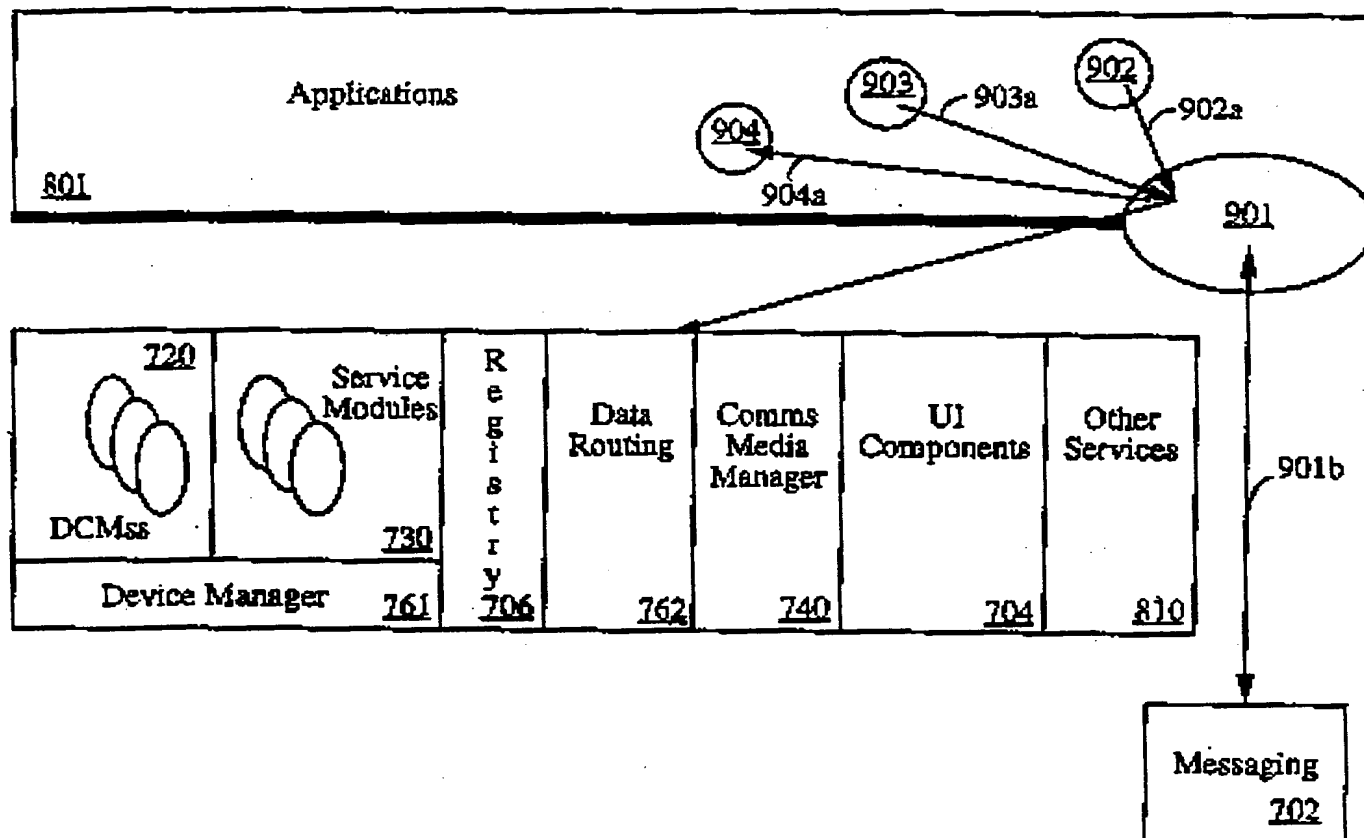 Applications
801
904
904a
903
903a
902
902a
901
901b
720
DCMss
Service
Modules
730
Device Manager 761
Registry
706
Data
Routing
762
Comms
Media
Manager
740
UI
Components
704
Other
Services
810
Messaging
702